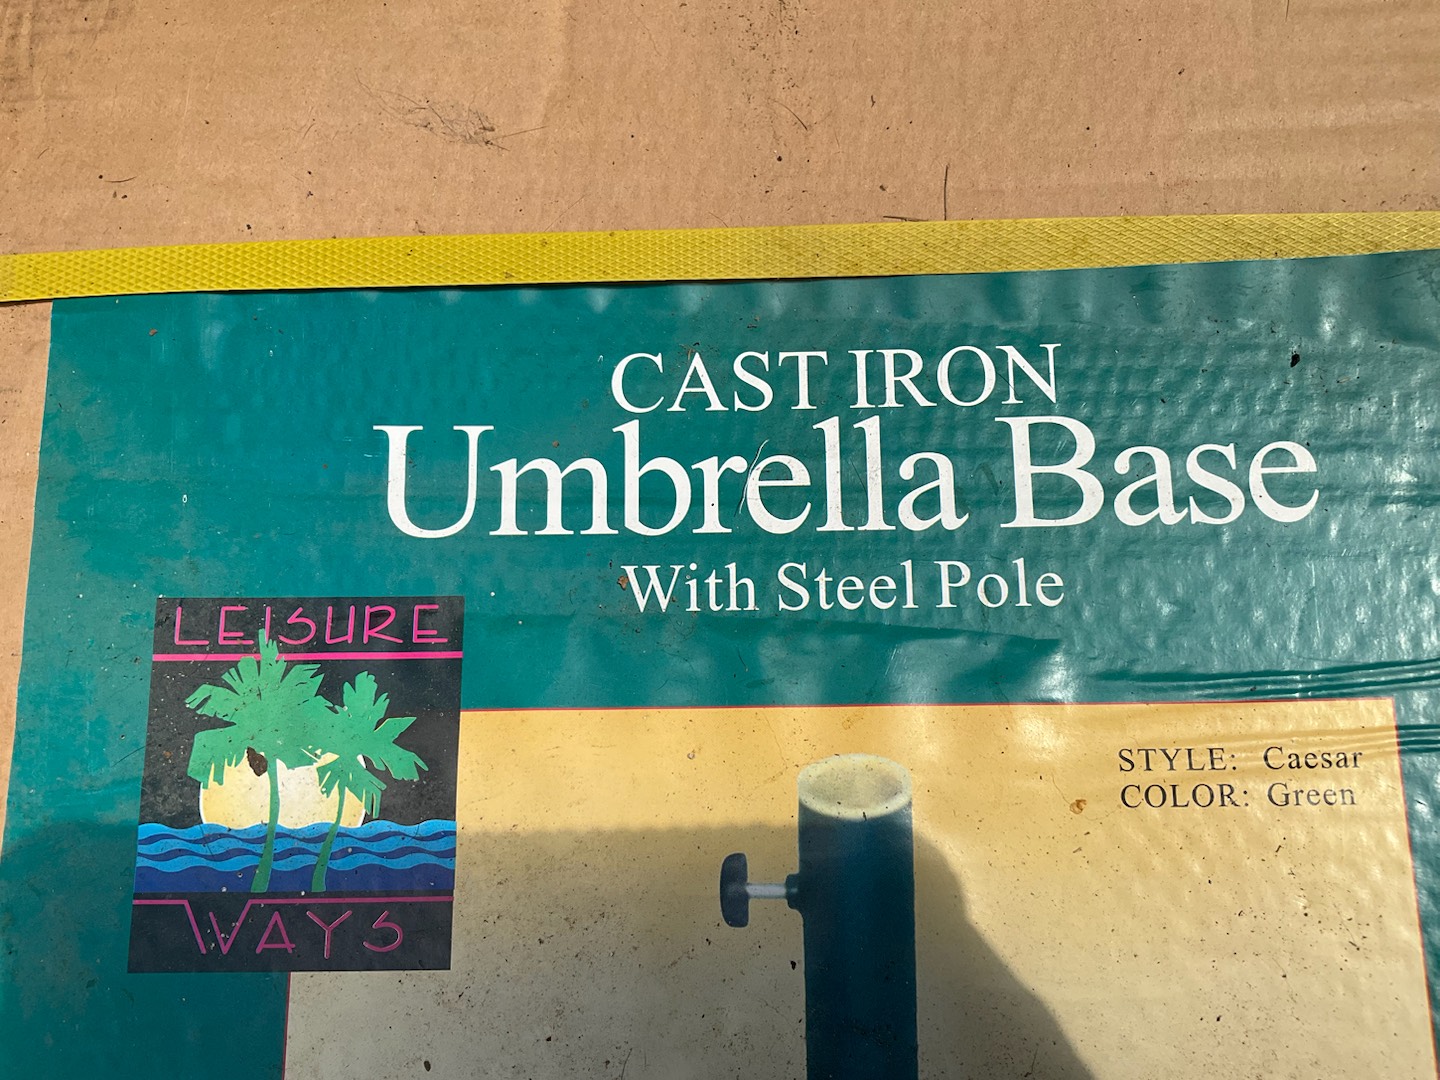 CAST IRON
Umbrella Base
With Steel Pole
LEISURE
WAYS
STYLE: Caesar
COLOR: Green